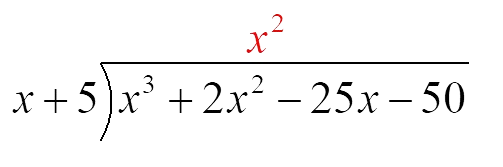 x²
x + 5)x³ + 2x² − 25x − 50